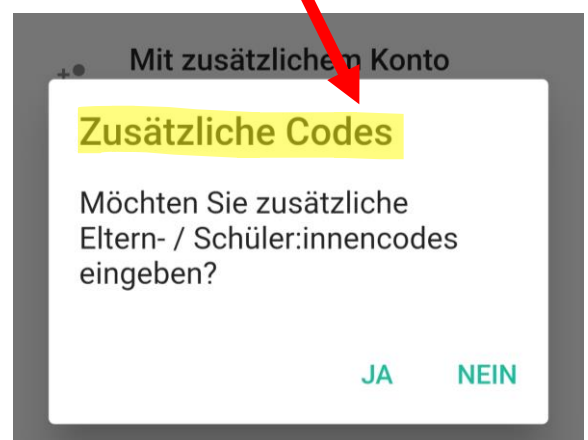 Mit zusätzlichem Konto
Zusätzliche Codes
Möchten Sie zusätzliche
Eltern- / Schüler:innencodes
eingeben?
JA NEIN